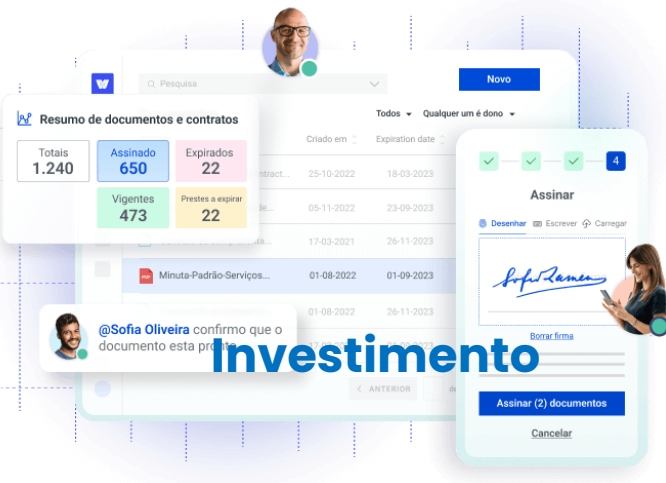 Pesquisa
Novo
Todos Qualquer um é dono
Resumo de documentos e contratos
Totais
1.240
Assinado
650
Expirados
22
Vigentes
473
Prestes a expirar
22
Criado em Expiration date
25-10-2022 18-03-2023
05-11-2022 23-09-2023
17-03-2021 26-11-2023
PDF Minuta-Padrão-Serviços... 01-08-2022 01-09-2023
01-08-2022 26-11-2023
@Sofia Oliveira confirmo que o
documento esta pronto
Investimento
ANTERIOR
4
Assinar
Desenhar Escrever Carregar
Borrar firma
Assinar (2) documentos
Cancelar